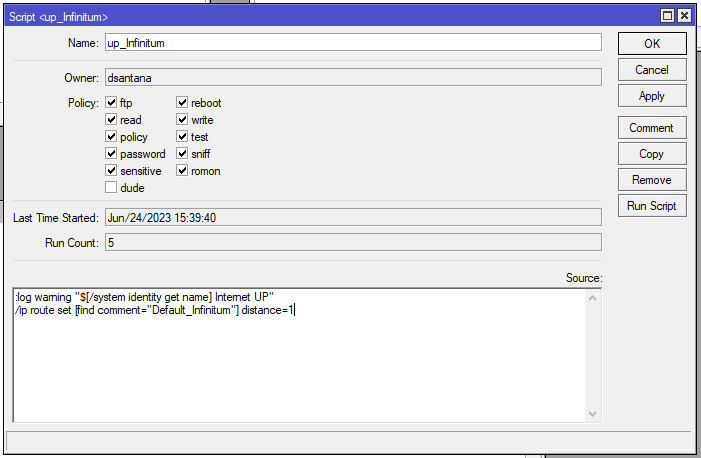 Script <up_Infinitum>
Name: up_Infinitum
OK
Owner: dsantana
Cancel
Policy: ftp reboot
Apply
read write
policy test
Comment
password sniff
Copy
sensitive romon
Remove
dude
Last Time Started: Jun/24/2023 15:39:40
Run Script
Run Count: 5
Source:
:log warning "$[/system identity get name] Internet UP"
/ip route set [find comment="Default_Infinitum"] distance=1